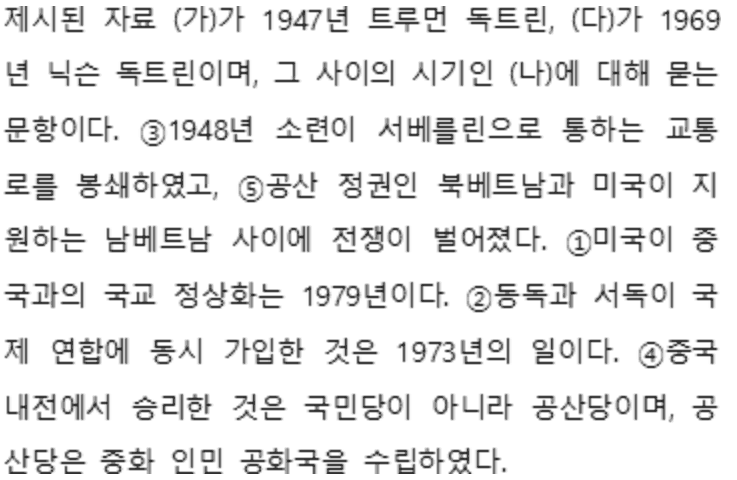 제시된 자료 (가)가 1947년 트루먼 독트린, (다)가 1969
년 닉슨 독트린이며, 그 사이의 시기인 (나)에 대해 묻는
문항이다. ③1948년 소련이 서베를린으로 통하는 교통
로를 봉쇄하였고, ⑤공산 정권인 북베트남과 미국이 지
원하는 남베트남 사이에 전쟁이 벌어졌다. ①미국이 중
국과의 국교 정상화는 1979년이다. ②동독과 서독이 국
제 연합에 동시 가입한 것은 1973년의 일이다. ④중국
내전에서 승리한 것은 국민당이 아니라 공산당이며, 공
산당은 중화 인민 공화국을 수립하였다.